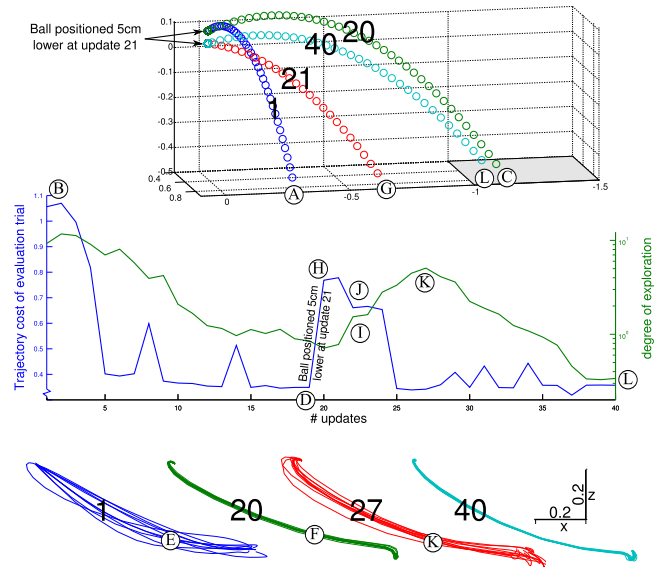 0.1
Ball positioned 5cm
lower at update 21
0
-0.1
-0.2
-0.3
-0.4
-0.5
0.4
0.6
0.8
0
-0.5
-1
-1.5
20
40
21
1
A
G
L
C
Trajectory cost of evaluation trial
1.1
1
0.9
0.8
0.7
0.6
0.5
0.4
B
H
J
I
K
D
L
Ball positioned 5cm
lower at update 21
10¹
10⁰
degree of exploration
5
10
15
20
25
30
35
40
# updates
1
20
27
40
E
F
K
0.2
z
0.2
x